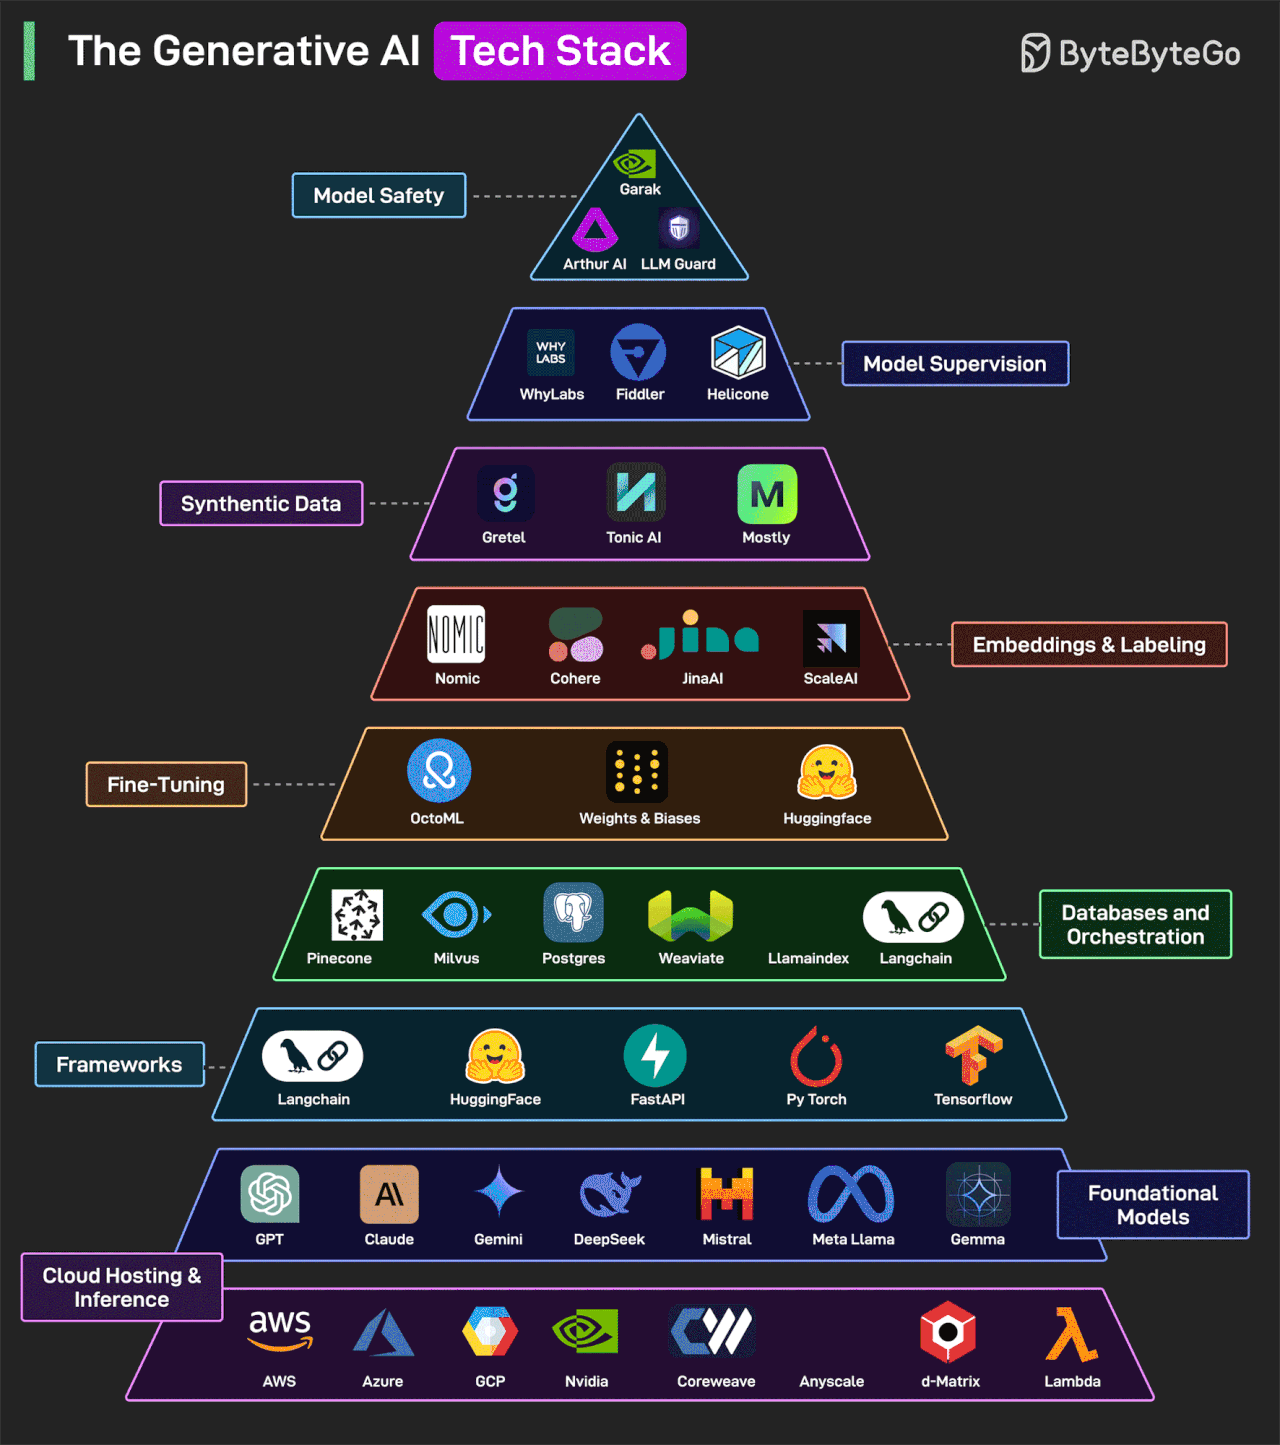 The Generative AI Tech Stack
ByteByteGo
Model Safety
Garak
Arthur AI LLM Guard
WHY
LABS
WhyLabs Fiddler Helicone
Model Supervision
Synthentic Data
M
Gretel Tonic AI Mostly
NOMIC
Jina
Nomic Cohere JinaAI ScaleAI
Embeddings & Labeling
Fine-Tuning
OctoML Weights & Biases Huggingface
Pinecone Milvus Postgres Weaviate Llamaindex Langchain
Databases and
Orchestration
Frameworks
Langchain HuggingFace FastAPI Py Torch Tensorflow
A\
GPT Claude Gemini DeepSeek Mistral Meta Llama Gemma
Foundational
Models
Cloud Hosting &
Inference
aws
AWS Azure GCP Nvidia Coreweave Anyscale d-Matrix Lambda